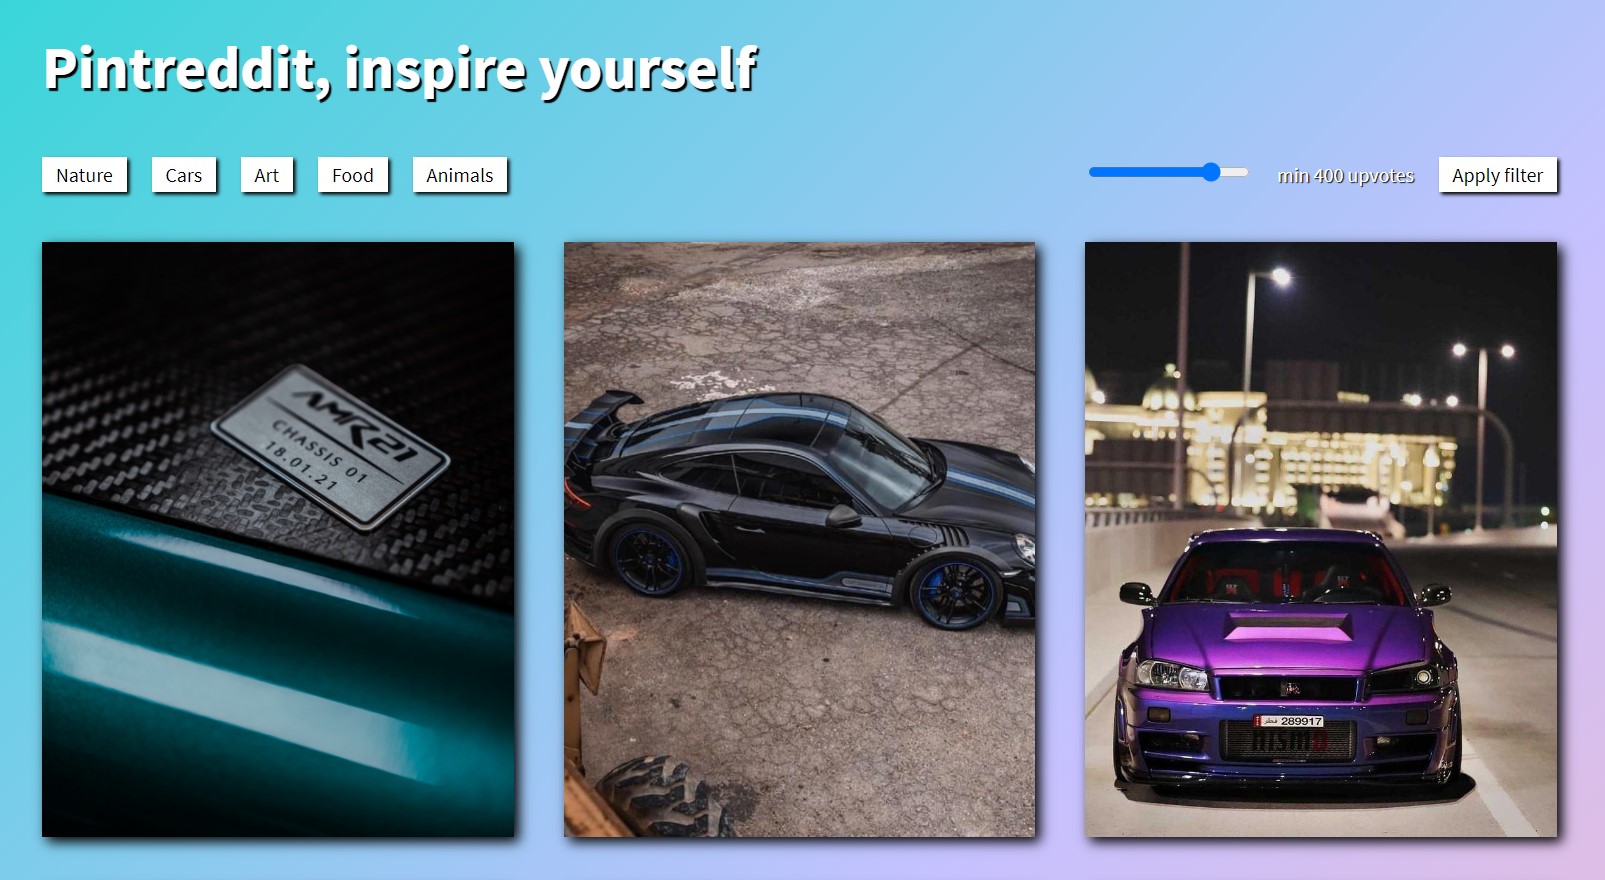 Pintreddit, inspire yourself
Nature
Cars
Art
Food
Animals
min 400 upvotes
Apply filter
AMR21
CHASSIS 01
18.01.21
قطر 289917
nismo